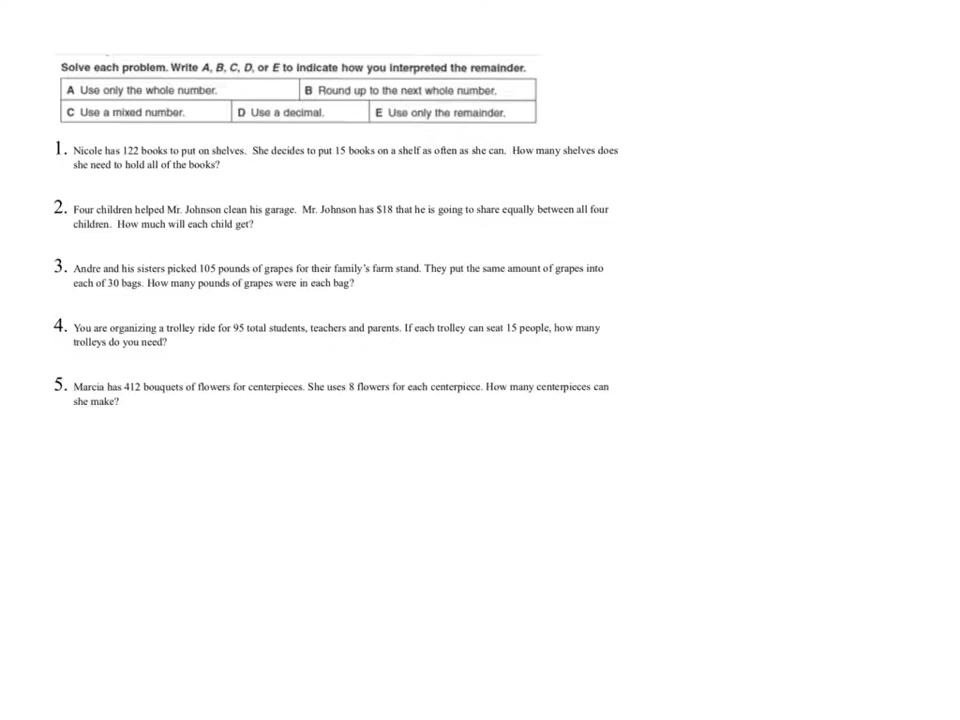 Solve each problem. Write A, B, C, D, or E to indicate how you interpreted the remainder.
A Use only the whole number.
B Round up to the next whole number.
C Use a mixed number.
D Use a decimal.
E Use only the remainder.
1. Nicole has 122 books to put on shelves. She decides to put 15 books on a shelf as often as she can. How many shelves does
she need to hold all of the books?
2. Four children helped Mr. Johnson clean his garage. Mr. Johnson has $18 that he is going to share equally between all four
children. How much will each child get?
3. Andre and his sisters picked 105 pounds of grapes for their family's farm stand. They put the same amount of grapes into
each of 30 bags. How many pounds of grapes were in each bag?
4. You are organizing a trolley ride for 95 total students, teachers and parents. If each trolley can seat 15 people, how many
trolleys do you need?
5. Marcia has 412 bouquets of flowers for centerpieces. She uses 8 flowers for each centerpiece. How many centerpieces can
she make?